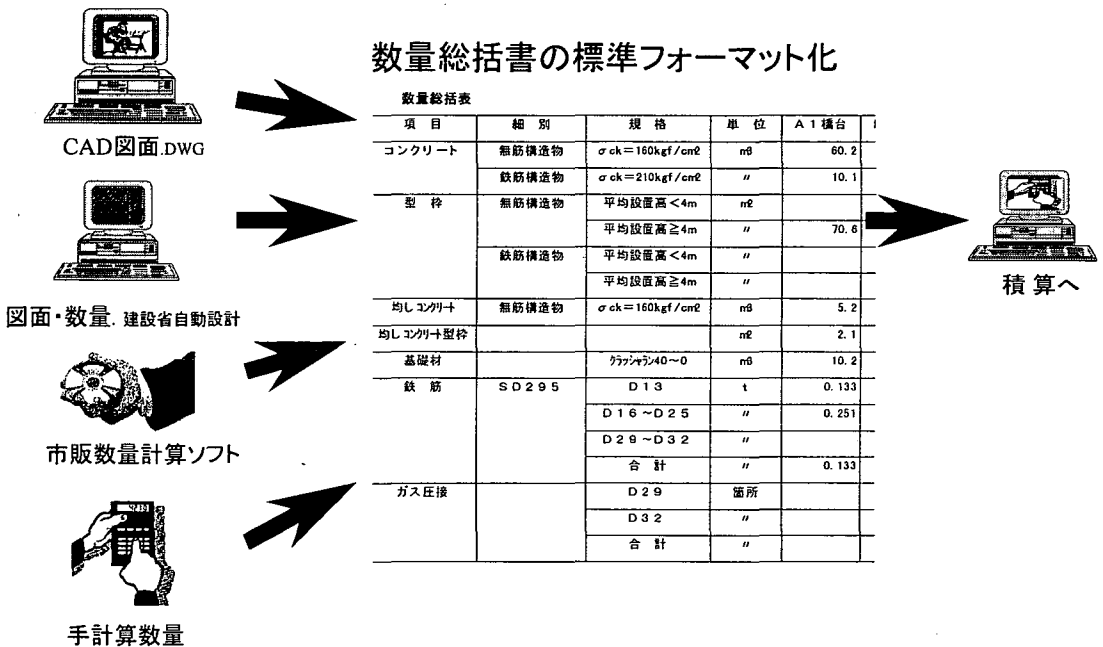 数量総括書の標準フォーマット化
CAD図面.DWG
図面・数量. 建設省自動設計
市販数量計算ソフト
手計算数量
数量総括表
項 目 細 別 規 格 単 位 A1橋台
コンクリート 無筋構造物 σck=160kgf/cm2 m3 60.2
鉄筋構造物 σck=210kgf/cm2 〃 10.1
型 枠 無筋構造物 平均設置高<4m m2
平均設置高≧4m 〃 70.6
鉄筋構造物 平均設置高<4m 〃
平均設置高≧4m 〃
均しコンクリート 無筋構造物 σck=160kgf/cm2 m3 5.2
均しコンクリート型枠 m2 2.1
基礎材 クラッシャラン40~0 m3 10.2
鉄 筋 SD295 D13 t 0.133
D16~D25 〃 0.251
D29~D32 〃
合 計 〃 0.133
ガス圧接 D29 箇所
D32 〃
合 計 〃
積算へ